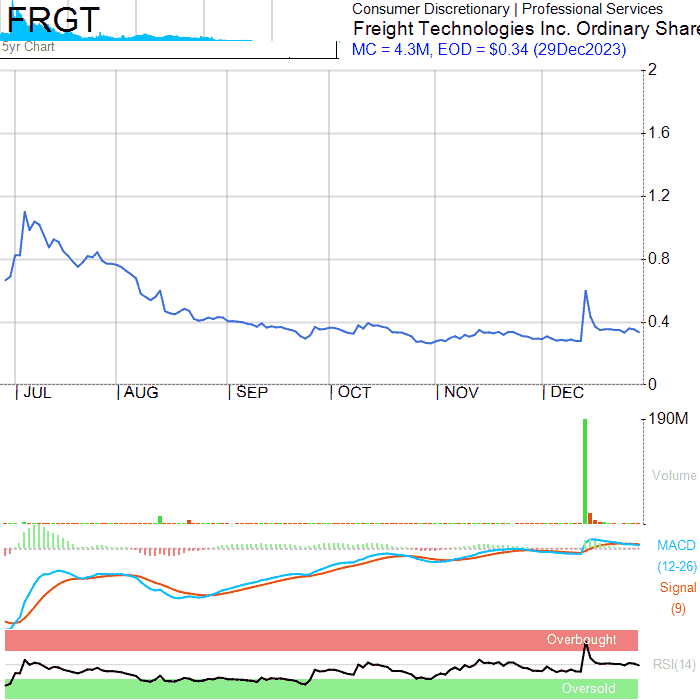 FRGT
5yr Chart
Consumer Discretionary | Professional Services
Freight Technologies Inc. Ordinary Share
MC = 4.3M, EOD = $0.34 (29Dec2023)
2
1.6
1.2
0.8
0.4
0
JUL AUG SEP OCT NOV DEC
190M
Volume
MACD
(12-26)
Signal
(9)
Overbought
RSI(14)
Oversold